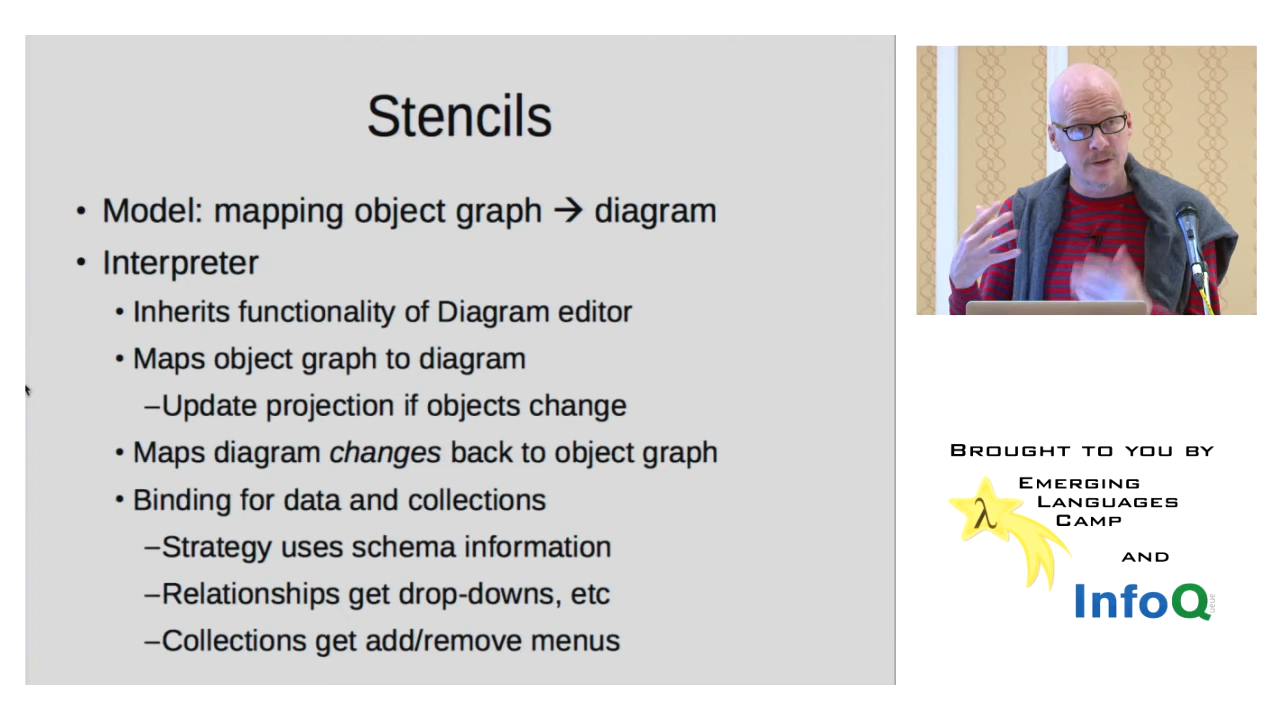 Stencils
• Model: mapping object graph → diagram
• Interpreter
• Inherits functionality of Diagram editor
• Maps object graph to diagram
–Update projection if objects change
• Maps diagram changes back to object graph
• Binding for data and collections
–Strategy uses schema information
–Relationships get drop-downs, etc
–Collections get add/remove menus
BROUGHT TO YOU BY
EMERGING
LANGUAGES
CAMP
λ
AND
InfoQ
ueue